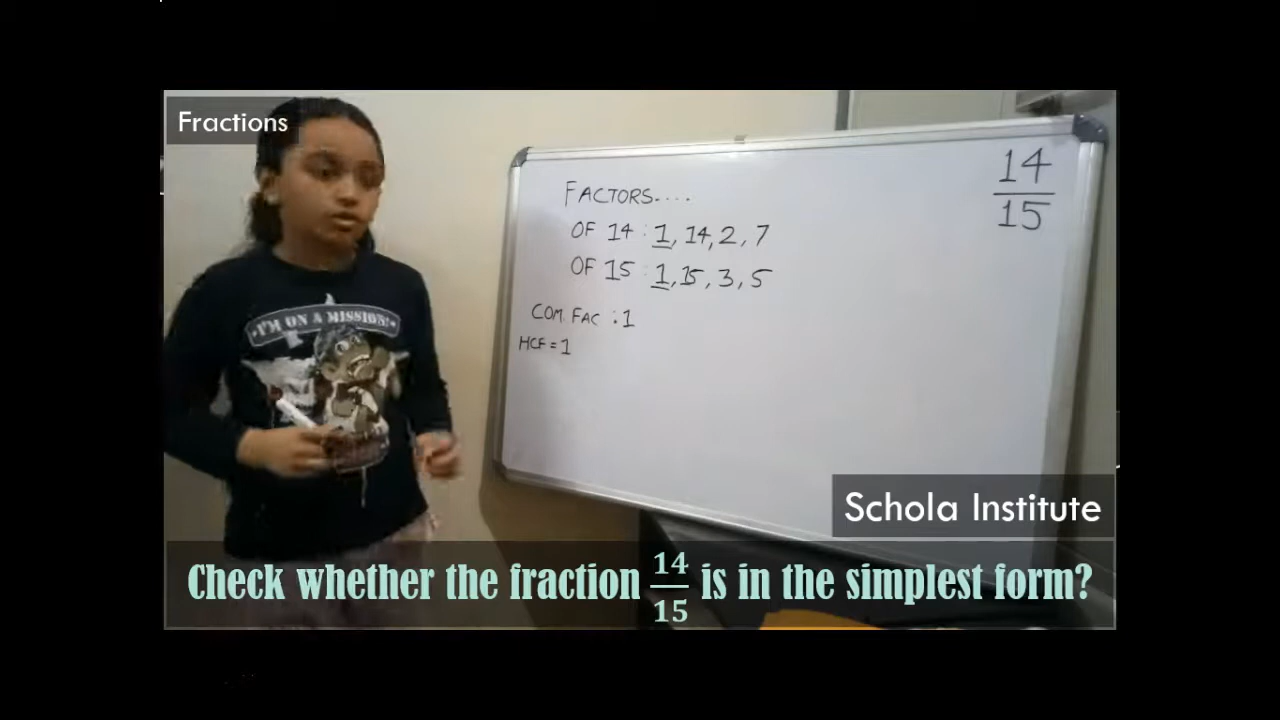 Fractions
14
15
FACTORS....
OF 14 : 1, 14, 2, 7
OF 15 : 1, 15, 3, 5
COM. FAC : 1
HCF = 1
I'M ON A MISSION!
Schola Institute
Check whether the fraction 14/15 is in the simplest form?